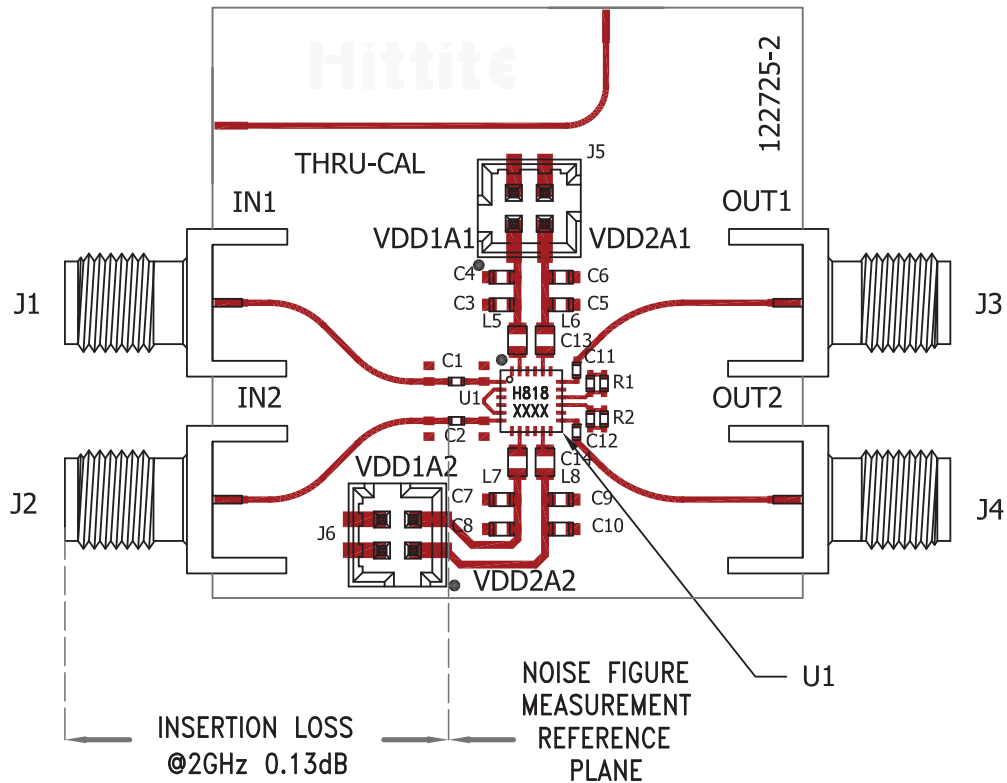 Hittite
122725-2
THRU-CAL
J5
IN1
OUT1
VDD1A1
VDD2A1
C4
C6
C3
C5
J1
J3
L5
L6
C13
C1
C11
U1
H818
XXXX
R1
IN2
OUT2
R2
C2
C12
C14
VDD1A2
L7
L8
C7
C9
J2
J4
J6
C8
C10
VDD2A2
U1
NOISE FIGURE
MEASUREMENT
REFERENCE
PLANE
INSERTION LOSS
@2GHz 0.13dB